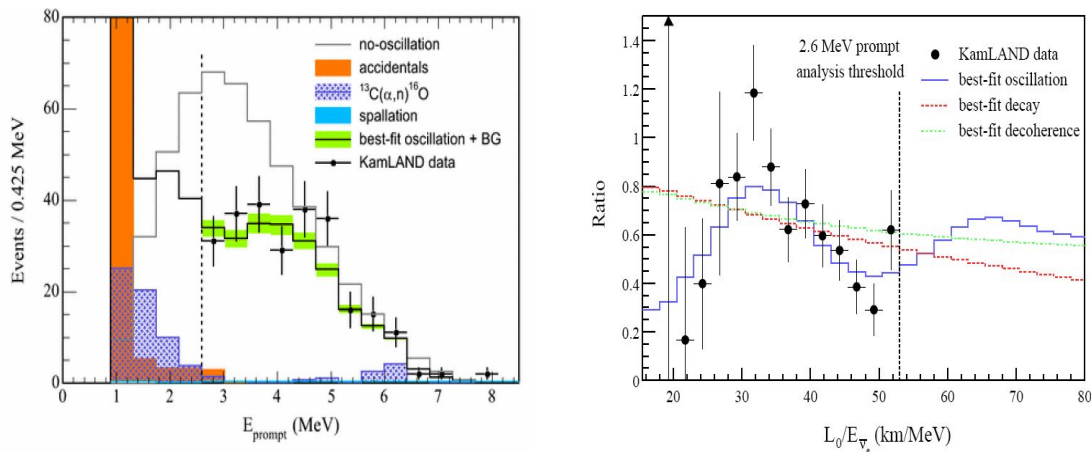 80
60
40
20
0
Events / 0.425 MeV
no-oscillation
accidentals
¹³C(α,n)¹⁶O
spallation
best-fit oscillation + BG
KamLAND data
0 1 2 3 4 5 6 7 8
E_prompt (MeV)
1.4
1.2
1
0.8
0.6
0.4
0.2
0
Ratio
2.6 MeV prompt
analysis threshold
KamLAND data
best-fit oscillation
best-fit decay
best-fit decoherence
20 30 40 50 60 70 80
L₀/E_ν̄ₑ (km/MeV)